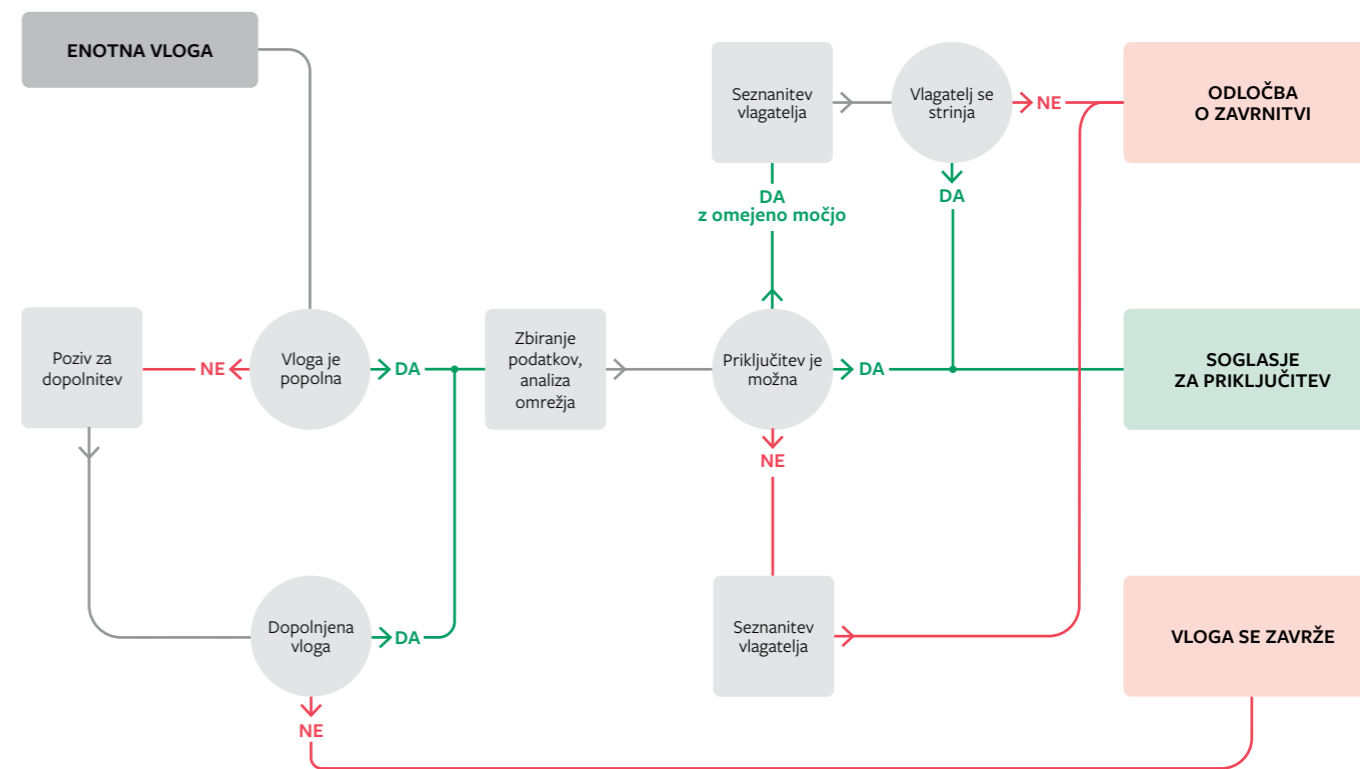 ENOTNA VLOGA
Seznanitev
vlagatelja
Vlagatelj se
strinja
NE
ODLOČBA
O ZAVRNITVI
DA
z omejeno močjo
DA
Poziv za
dopolnitev
NE
Vloga je
popolna
DA
Zbiranje
podatkov,
analiza
omrežja
Priključitev je
možna
DA
SOGLASJE
ZA PRIKLJUČITEV
NE
Dopolnjena
vloga
DA
Seznanitev
vlagatelja
VLOGA SE ZAVRŽE
NE